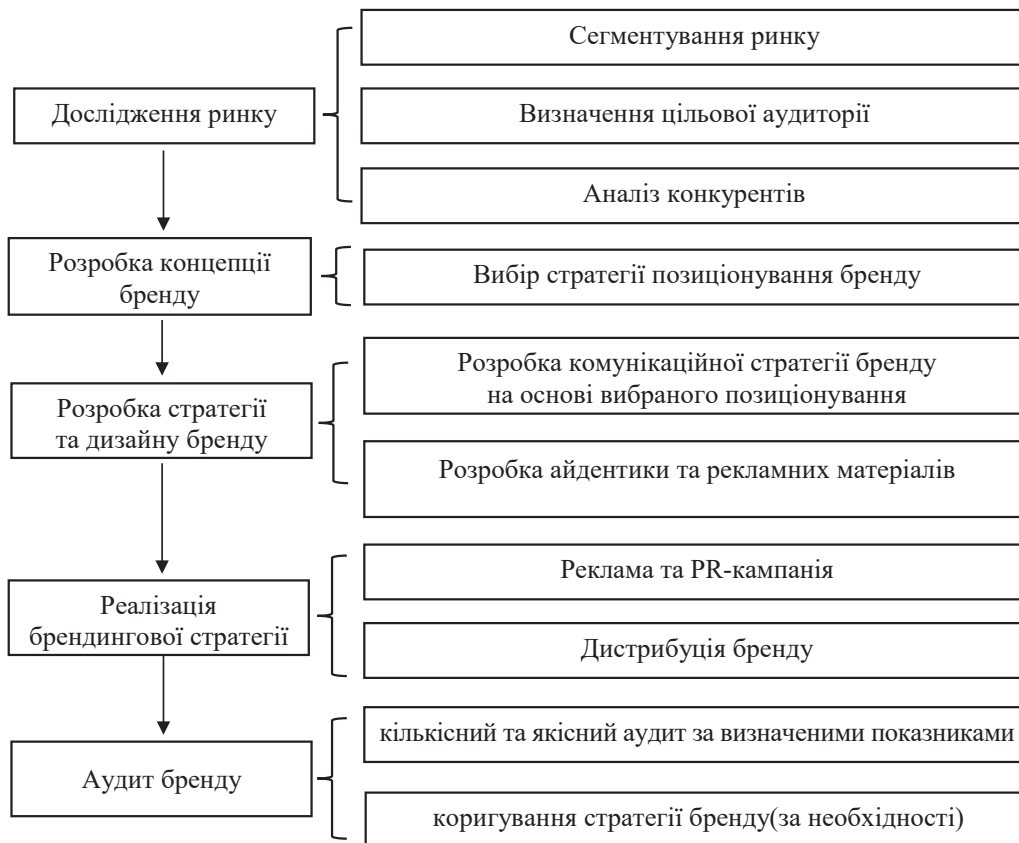 Дослідження ринку
Сегментування ринку
Визначення цільової аудиторії
Аналіз конкурентів
Розробка концепції
бренду
Вибір стратегії позиціонування бренду
Розробка стратегії
та дизайну бренду
Розробка комунікаційної стратегії бренду
на основі вибраного позиціонування
Розробка айдентики та рекламних матеріалів
Реалізація
брендингової стратегії
Реклама та PR-кампанія
Дистрибуція бренду
Аудит бренду
кількісний та якісний аудит за визначеними показниками
коригування стратегії бренду(за необхідності)